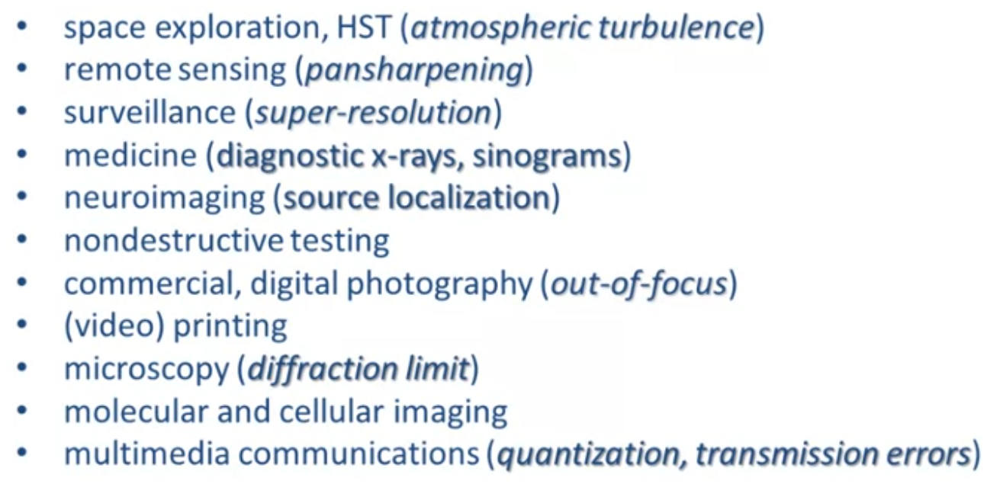 • space exploration, HST (atmospheric turbulence)
• remote sensing (pansharpening)
• surveillance (super-resolution)
• medicine (diagnostic x-rays, sinograms)
• neuroimaging (source localization)
• nondestructive testing
• commercial, digital photography (out-of-focus)
• (video) printing
• microscopy (diffraction limit)
• molecular and cellular imaging
• multimedia communications (quantization, transmission errors)